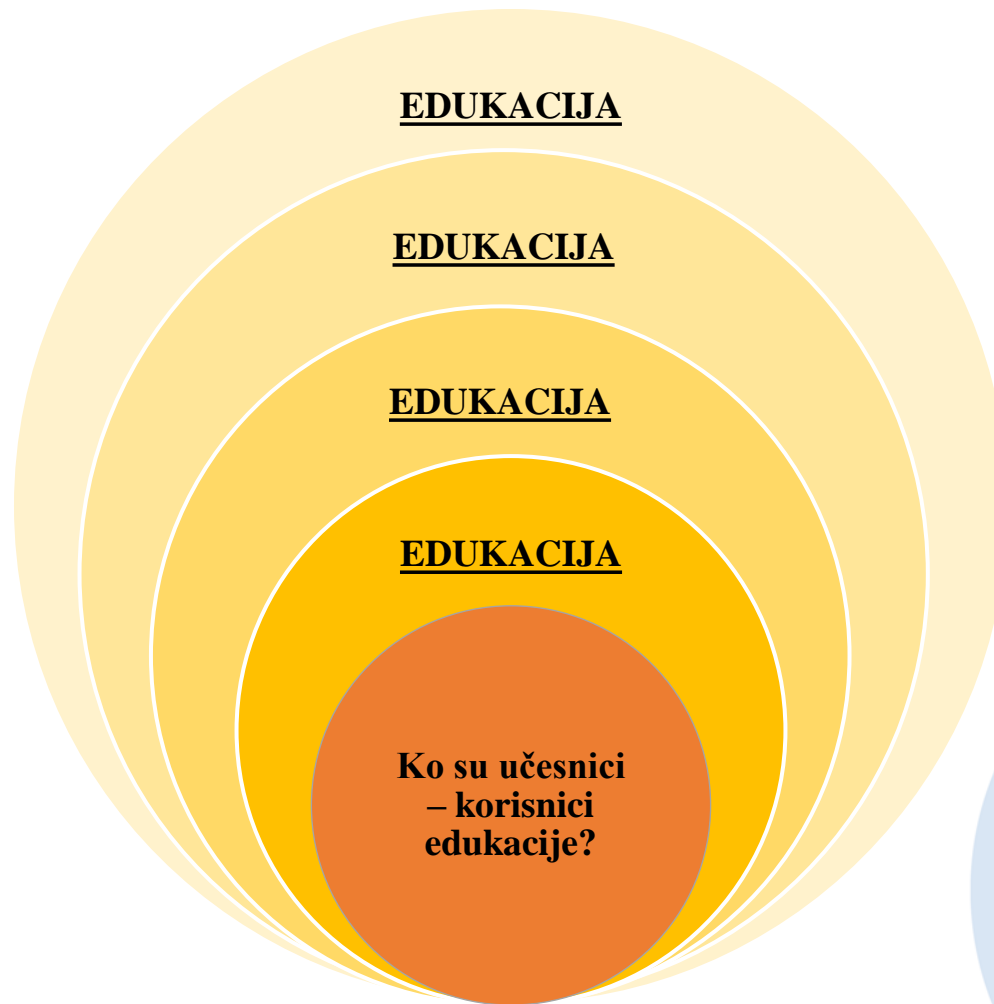 EDUKACIJA
EDUKACIJA
EDUKACIJA
EDUKACIJA
Ko su učesnici
– korisnici
edukacije?